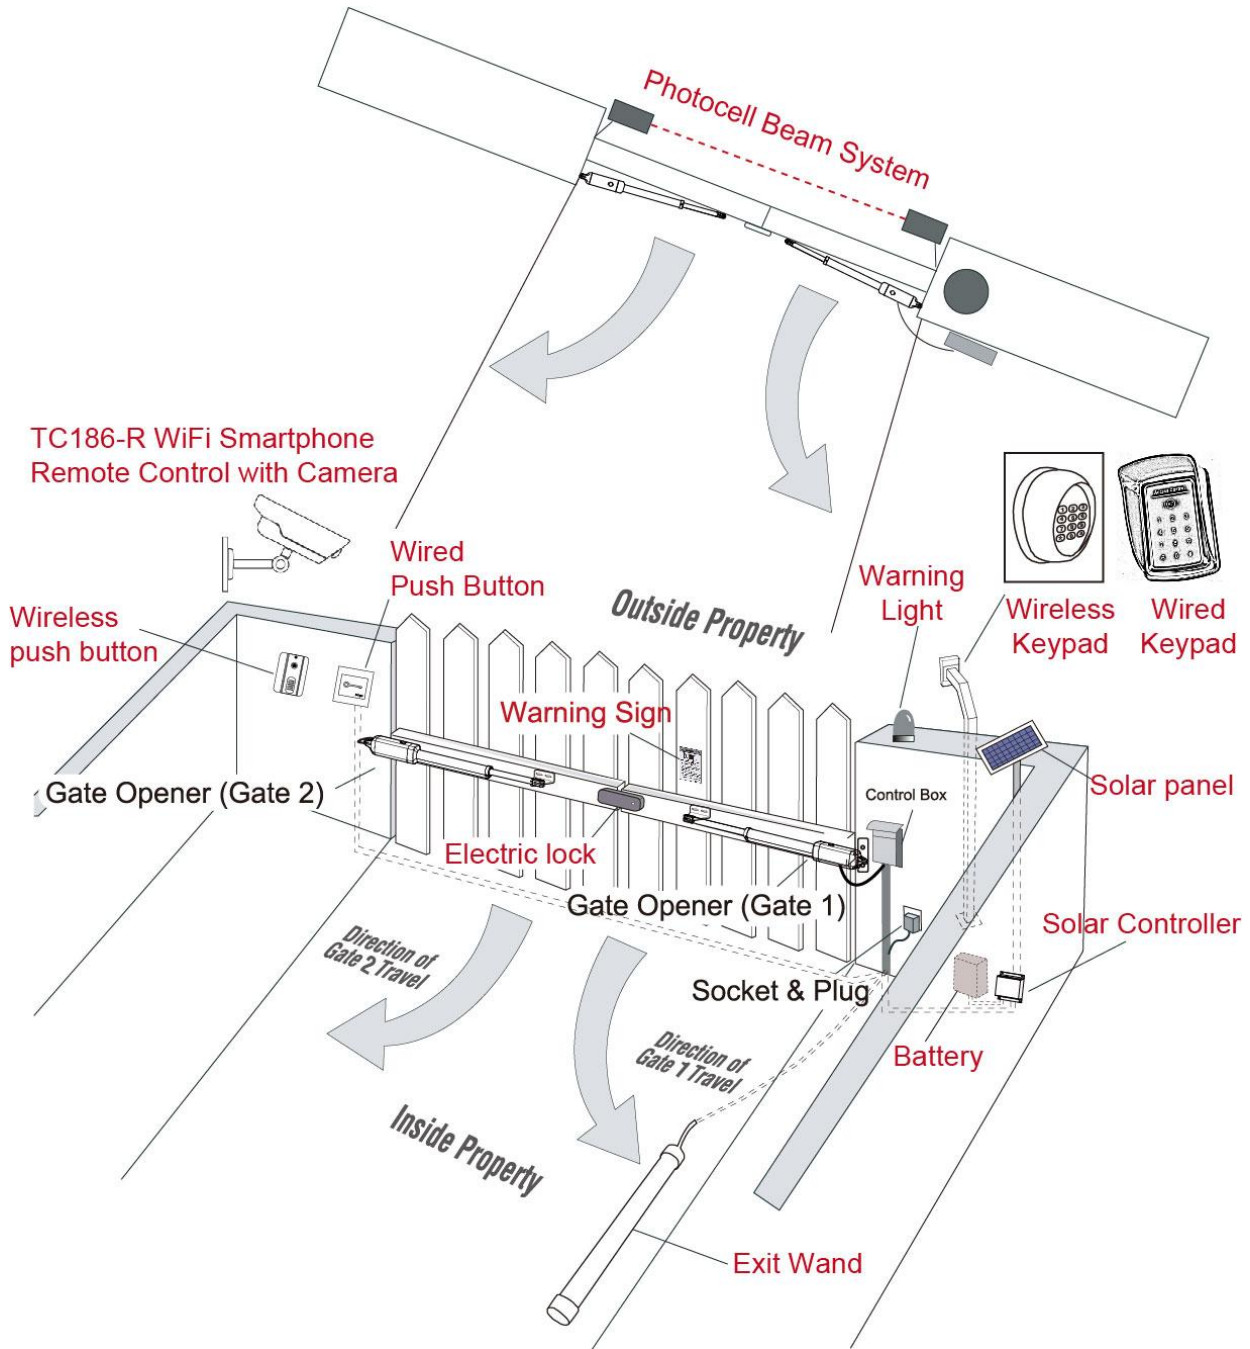 Photocell Beam System
TC186-R WiFi Smartphone
Remote Control with Camera
Wired
Push Button
Wireless
push button
Outside Property
Warning
Light
Wireless
Keypad
Wired
Keypad
Warning Sign
Gate Opener (Gate 2)
Solar panel
Control Box
Electric lock
Gate Opener (Gate 1)
Solar Controller
Direction of
Gate 2 Travel
Socket & Plug
Direction of
Gate 1 Travel
Battery
Inside Property
Exit Wand